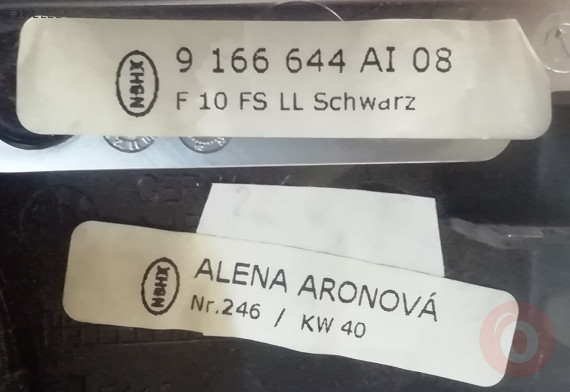 9 166 644 AI 08
F 10 FS LL Schwarz
ALENA ARONOVÁ
Nr.246 / KW 40